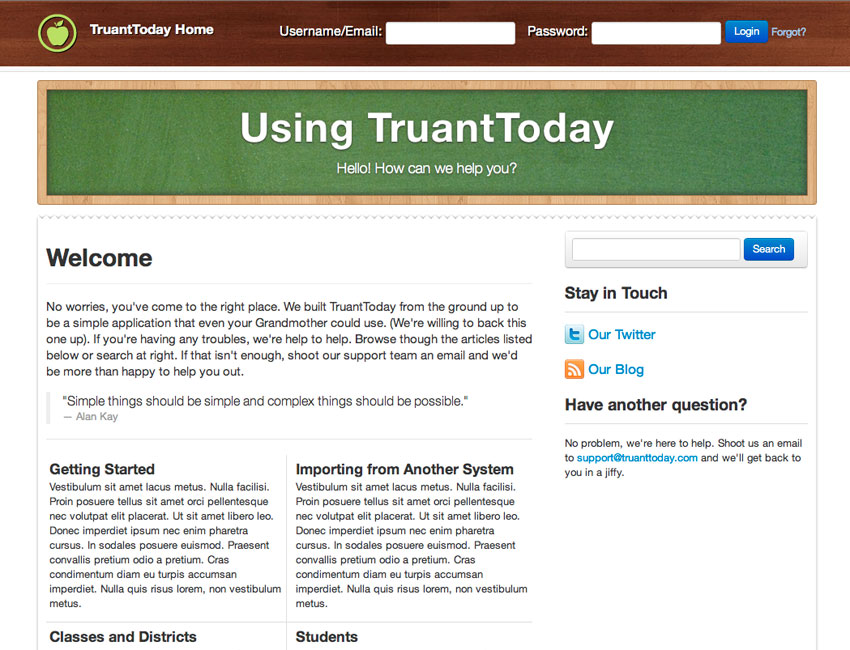 TruantToday Home
Username/Email:
Password:
Login
Forgot?
Using TruantToday
Hello! How can we help you?
Welcome
No worries, you've come to the right place. We built TruantToday from the ground up to
be a simple application that even your Grandmother could use. (We're willing to back this
one up). If you're having any troubles, we're help to help. Browse though the articles listed
below or search at right. If that isn't enough, shoot our support team an email and we'd
be more than happy to help you out.
"Simple things should be simple and complex things should be possible."
— Alan Kay
Getting Started
Vestibulum sit amet lacus metus. Nulla facilisi.
Proin posuere tellus sit amet orci pellentesque
nec volutpat elit placerat. Ut sit amet libero leo.
Donec imperdiet ipsum nec enim pharetra
cursus. In sodales posuere euismod. Praesent
convallis pretium odio a pretium. Cras
condimentum diam eu turpis accumsan
imperdiet. Nulla quis risus lorem, non vestibulum
metus.
Importing from Another System
Vestibulum sit amet lacus metus. Nulla facilisi.
Proin posuere tellus sit amet orci pellentesque
nec volutpat elit placerat. Ut sit amet libero leo.
Donec imperdiet ipsum nec enim pharetra
cursus. In sodales posuere euismod. Praesent
convallis pretium odio a pretium. Cras
condimentum diam eu turpis accumsan
imperdiet. Nulla quis risus lorem, non vestibulum
metus.
Classes and Districts
Students
Search
Stay in Touch
Our Twitter
Our Blog
Have another question?
No problem, we're here to help. Shoot us an email
to support@truanttoday.com and we'll get back to
you in a jiffy.